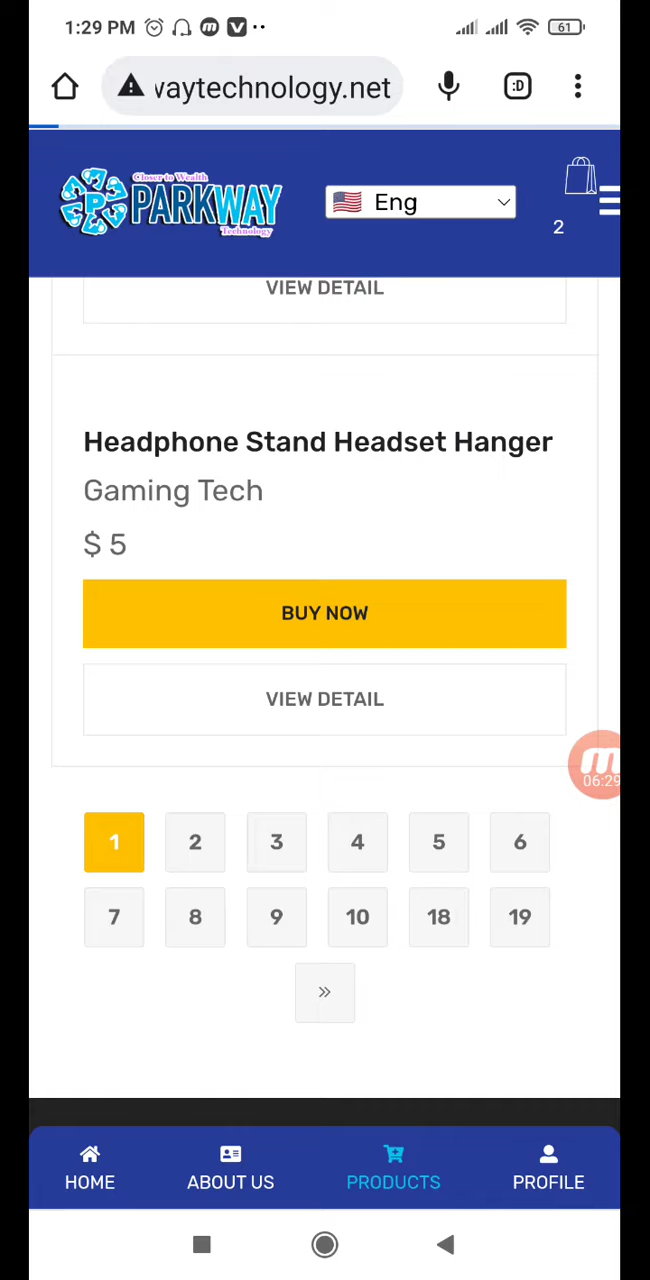 1:29 PM
61
waytechnology.net
:D
Closer to Wealth
PARKWAY
Technology
Eng
2
VIEW DETAIL
Headphone Stand Headset Hanger
Gaming Tech
$ 5
BUY NOW
VIEW DETAIL
06:29
1 2 3 4 5 6
7 8 9 10 18 19
»
HOME ABOUT US PRODUCTS PROFILE